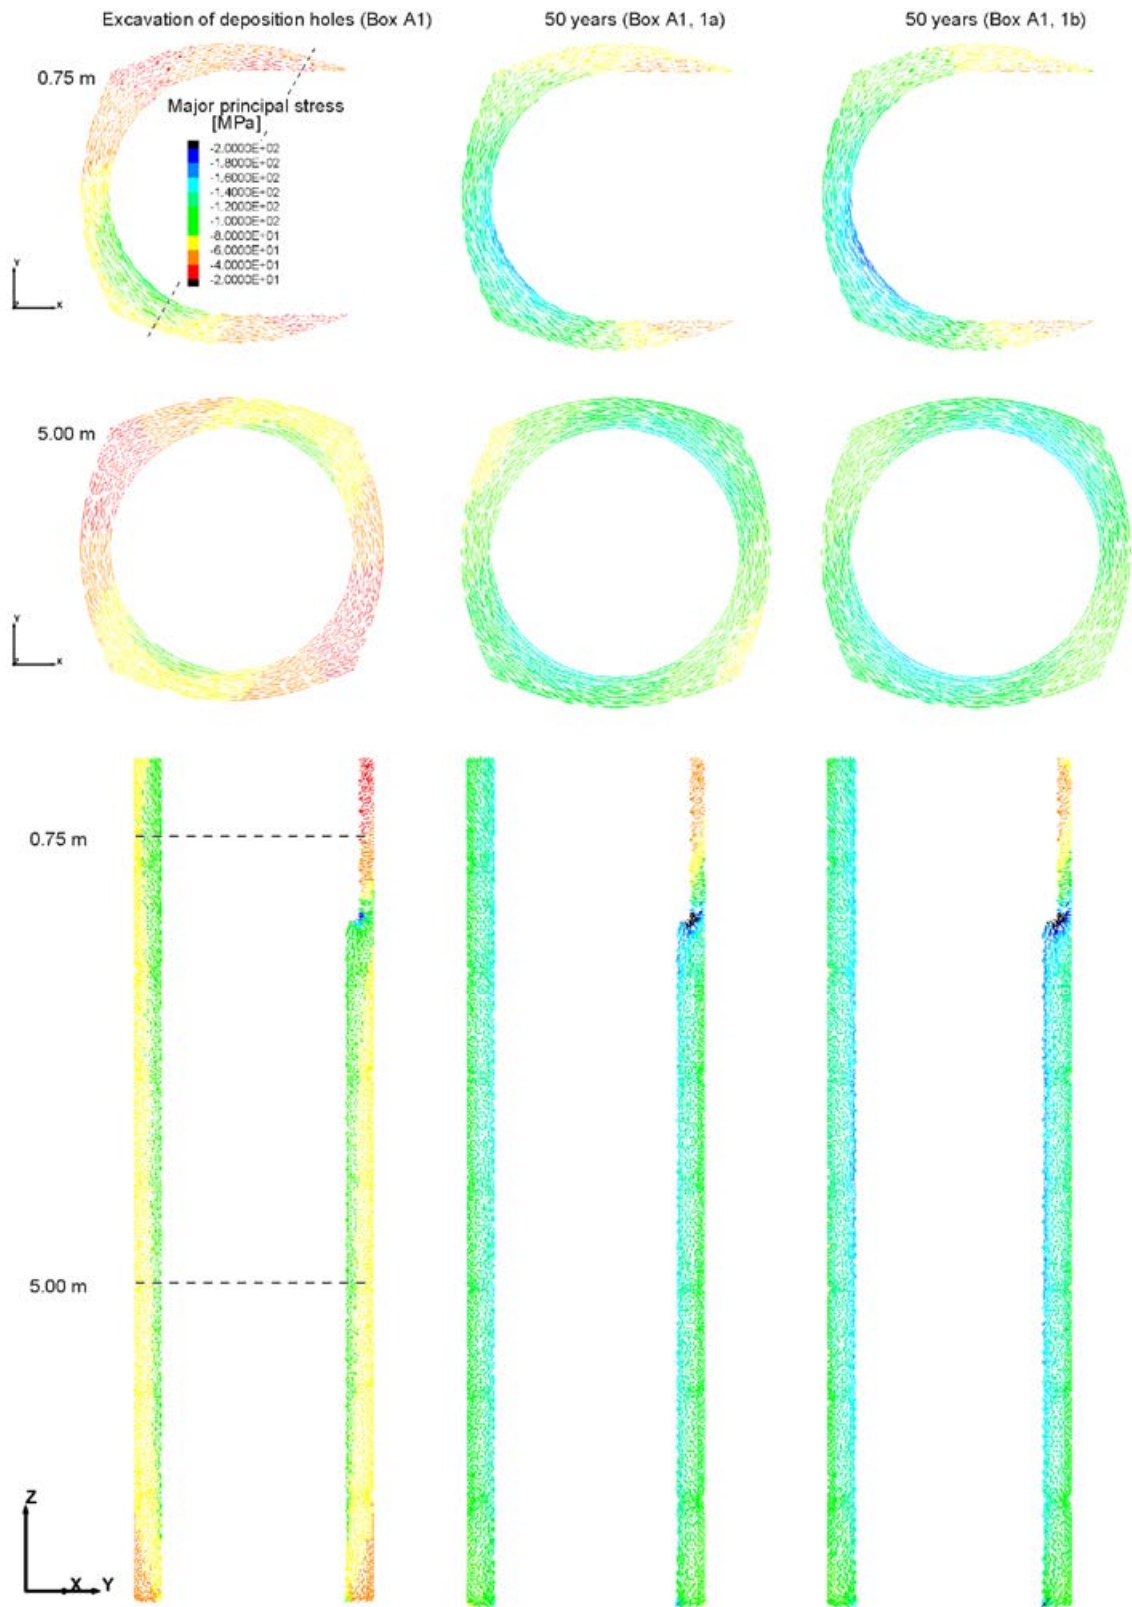 Excavation of deposition holes (Box A1)
50 years (Box A1, 1a)
50 years (Box A1, 1b)
0.75 m
Major principal stress
[MPa]
-2.0000E+02
-1.8000E+02
-1.6000E+02
-1.4000E+02
-1.2000E+02
-1.0000E+02
-8.0000E+01
-6.0000E+01
-4.0000E+01
-2.0000E+01
Y
Z
X
5.00 m
Y
Z
X
0.75 m
5.00 m
Z
X
Y